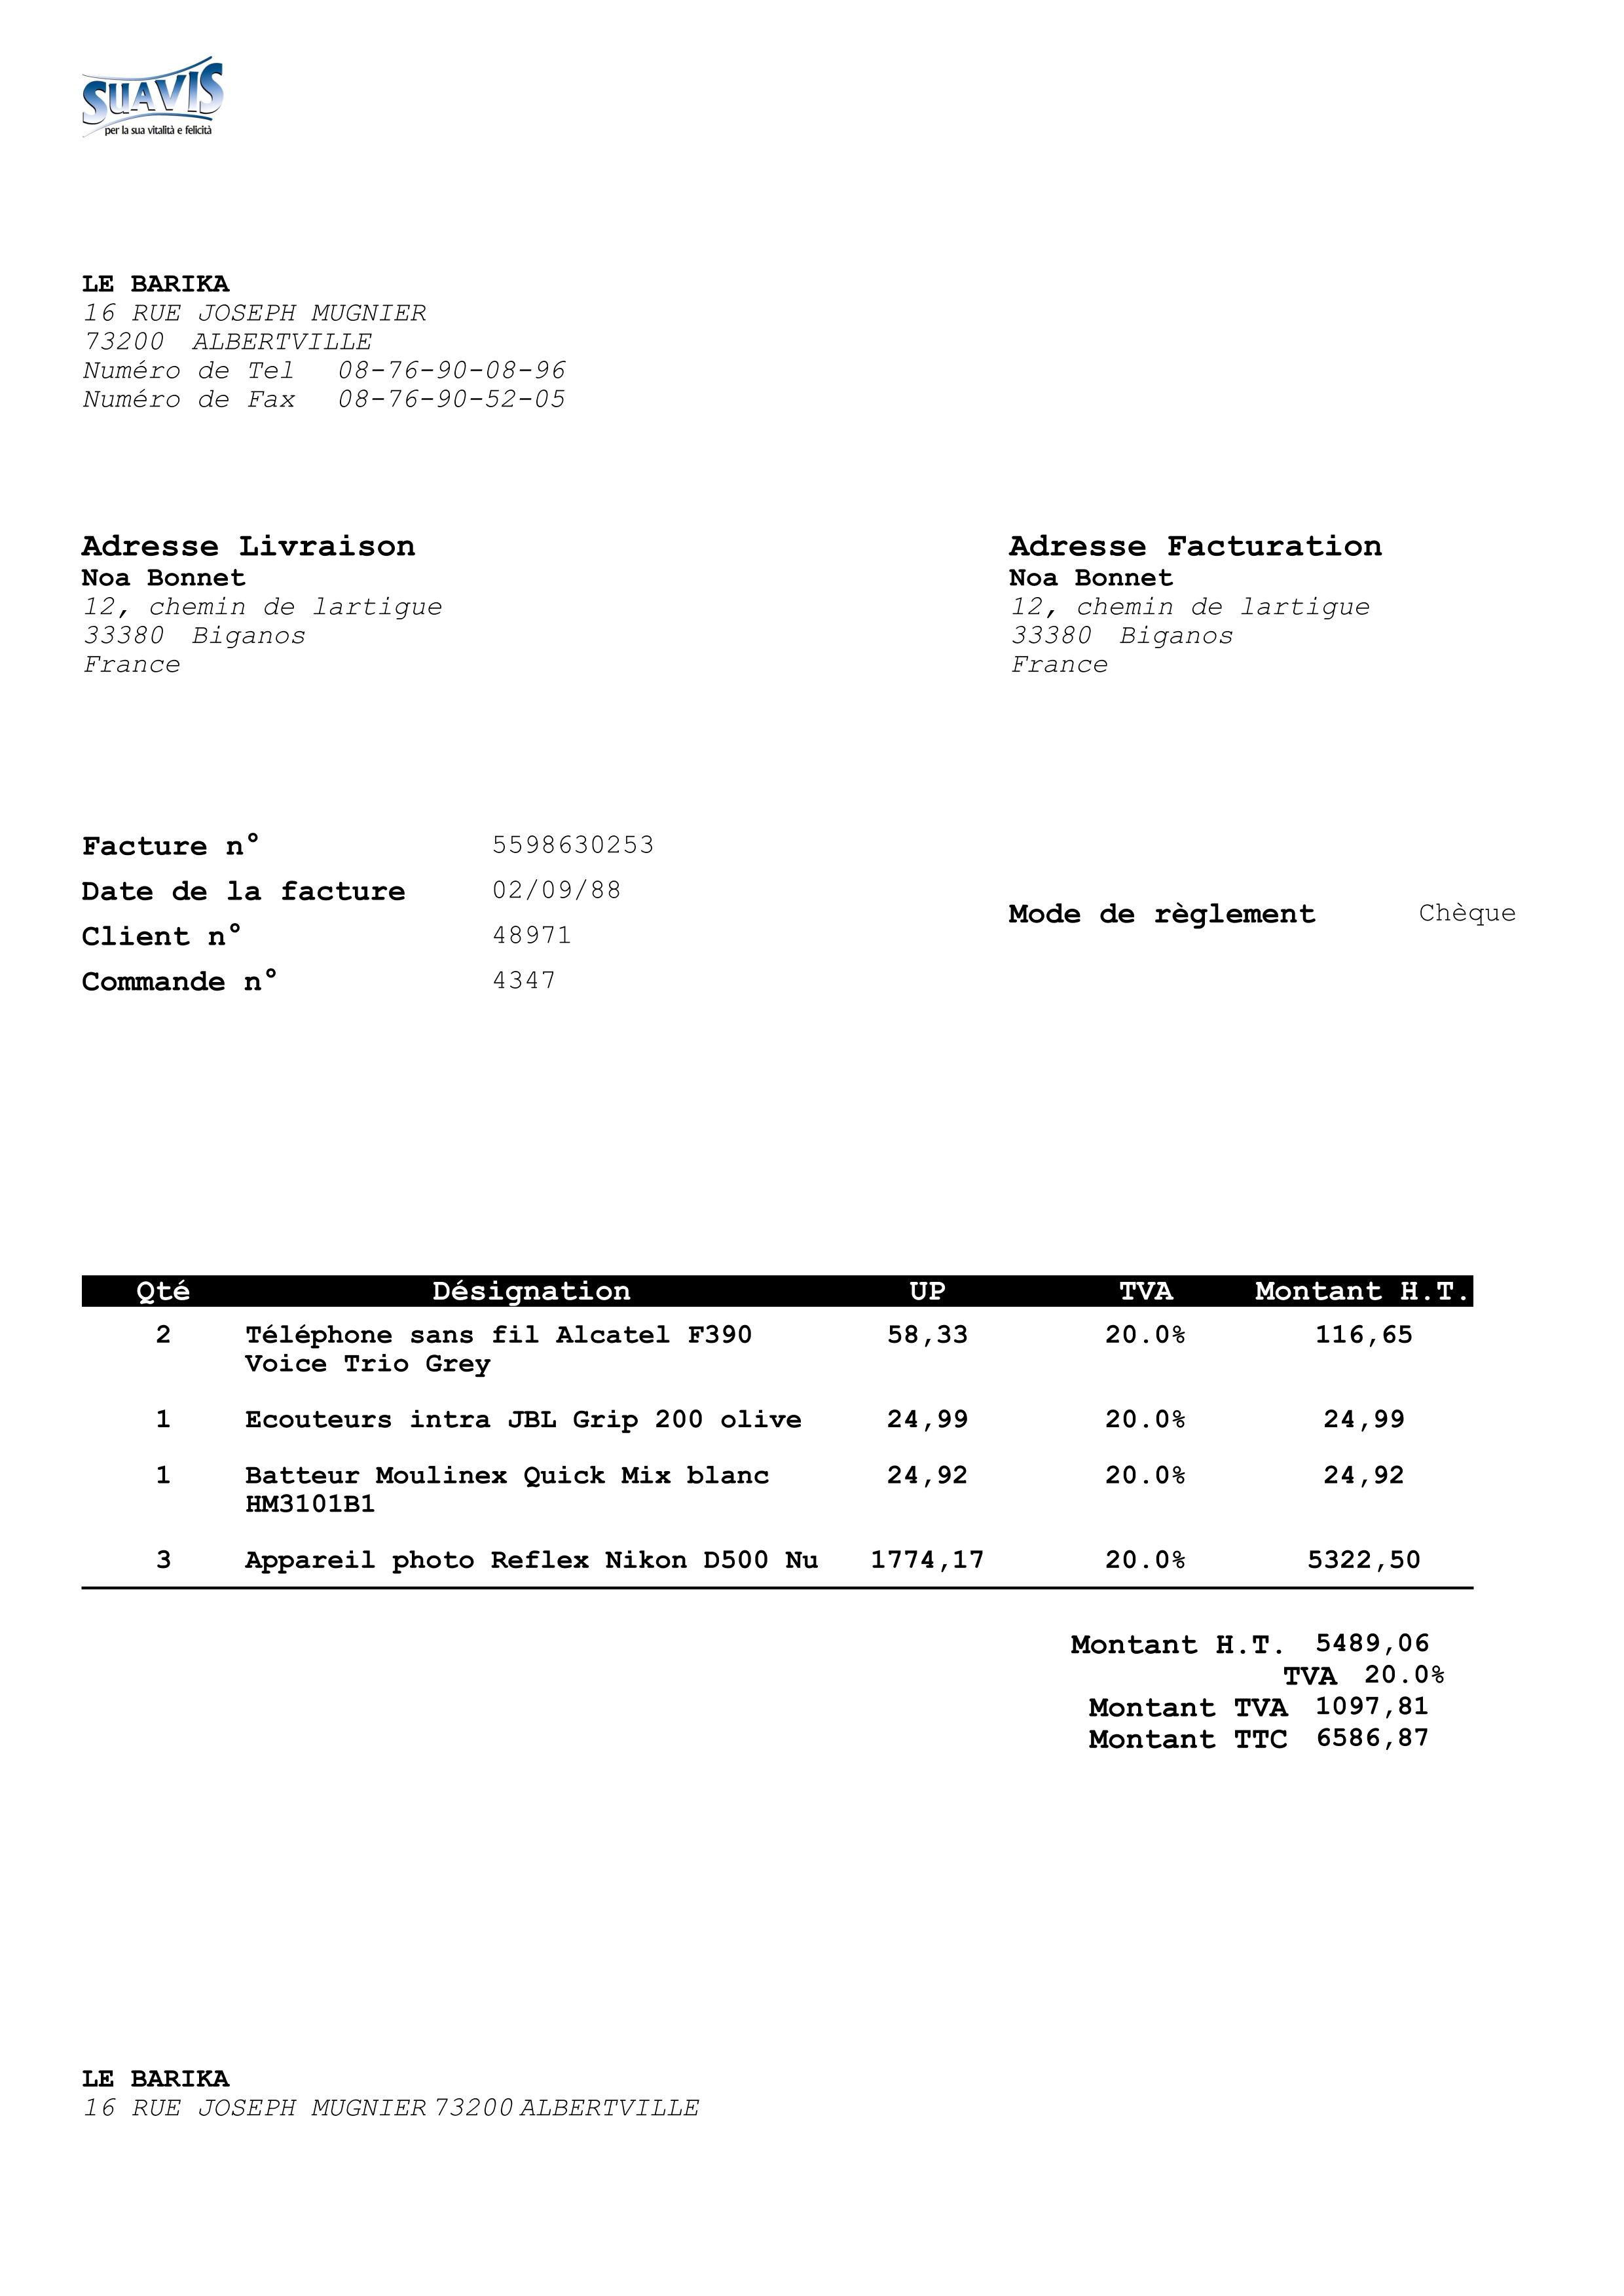 SUAVIS
per la sua vitalità e felicità
LE BARIKA
16 RUE JOSEPH MUGNIER
73200 ALBERTVILLE
Numéro de Tel 08-76-90-08-96
Numéro de Fax 08-76-90-52-05
Adresse Livraison
Noa Bonnet
12, chemin de lartigue
33380 Biganos
France
Adresse Facturation
Noa Bonnet
12, chemin de lartigue
33380 Biganos
France
Facture n° 5598630253
Date de la facture 02/09/88
Client n° 48971
Commande n° 4347
Mode de règlement Chèque
Qté Désignation UP TVA Montant H.T.
2 Téléphone sans fil Alcatel F390 58,33 20.0% 116,65
Voice Trio Grey
1 Ecouteurs intra JBL Grip 200 olive 24,99 20.0% 24,99
1 Batteur Moulinex Quick Mix blanc 24,92 20.0% 24,92
HM3101B1
3 Appareil photo Reflex Nikon D500 Nu 1774,17 20.0% 5322,50
Montant H.T. 5489,06
TVA 20.0%
Montant TVA 1097,81
Montant TTC 6586,87
LE BARIKA
16 RUE JOSEPH MUGNIER 73200 ALBERTVILLE